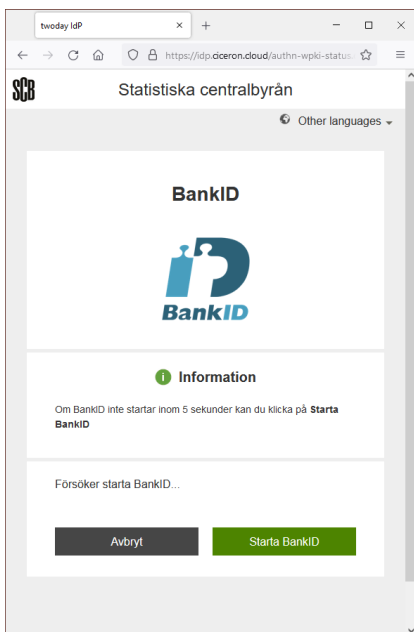 twoday IdP
https://idp.ciceron.cloud/authn-wpki-status
SCB
Statistiska centralbyrån
Other languages
BankID
BankID
Information
Om BankID inte startar inom 5 sekunder kan du klicka på Starta
BankID
Försöker starta BankID...
Avbryt
Starta BankID